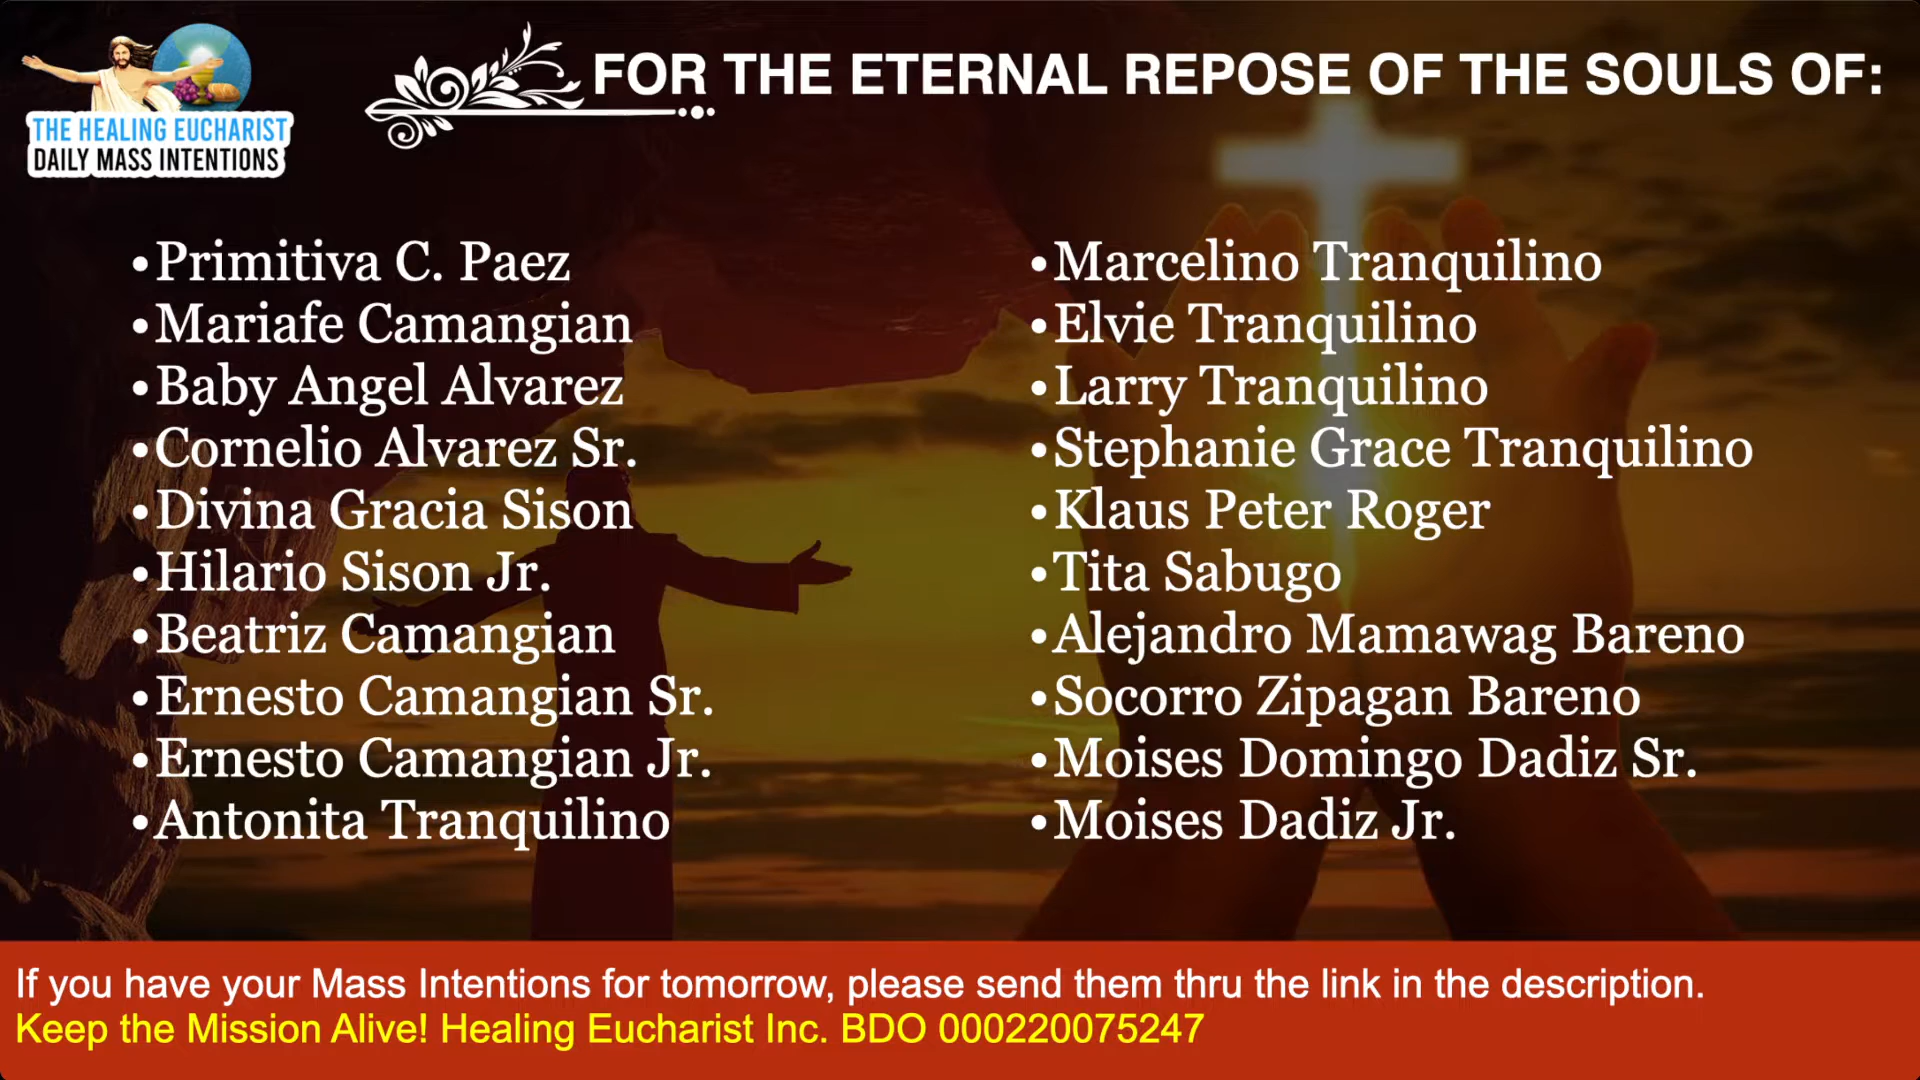 THE HEALING EUCHARIST
DAILY MASS INTENTIONS
FOR THE ETERNAL REPOSE OF THE SOULS OF:
•Primitiva C. Paez
•Mariafe Camangian
•Baby Angel Alvarez
•Cornelio Alvarez Sr.
•Divina Gracia Sison
•Hilario Sison Jr.
•Beatriz Camangian
•Ernesto Camangian Sr.
•Ernesto Camangian Jr.
•Antonita Tranquilino
•Marcelino Tranquilino
•Elvie Tranquilino
•Larry Tranquilino
•Stephanie Grace Tranquilino
•Klaus Peter Roger
•Tita Sabugo
•Alejandro Mamawag Bareno
•Socorro Zipagan Bareno
•Moises Domingo Dadiz Sr.
•Moises Dadiz Jr.
If you have your Mass Intentions for tomorrow, please send them thru the link in the description.
Keep the Mission Alive! Healing Eucharist Inc. BDO 000220075247